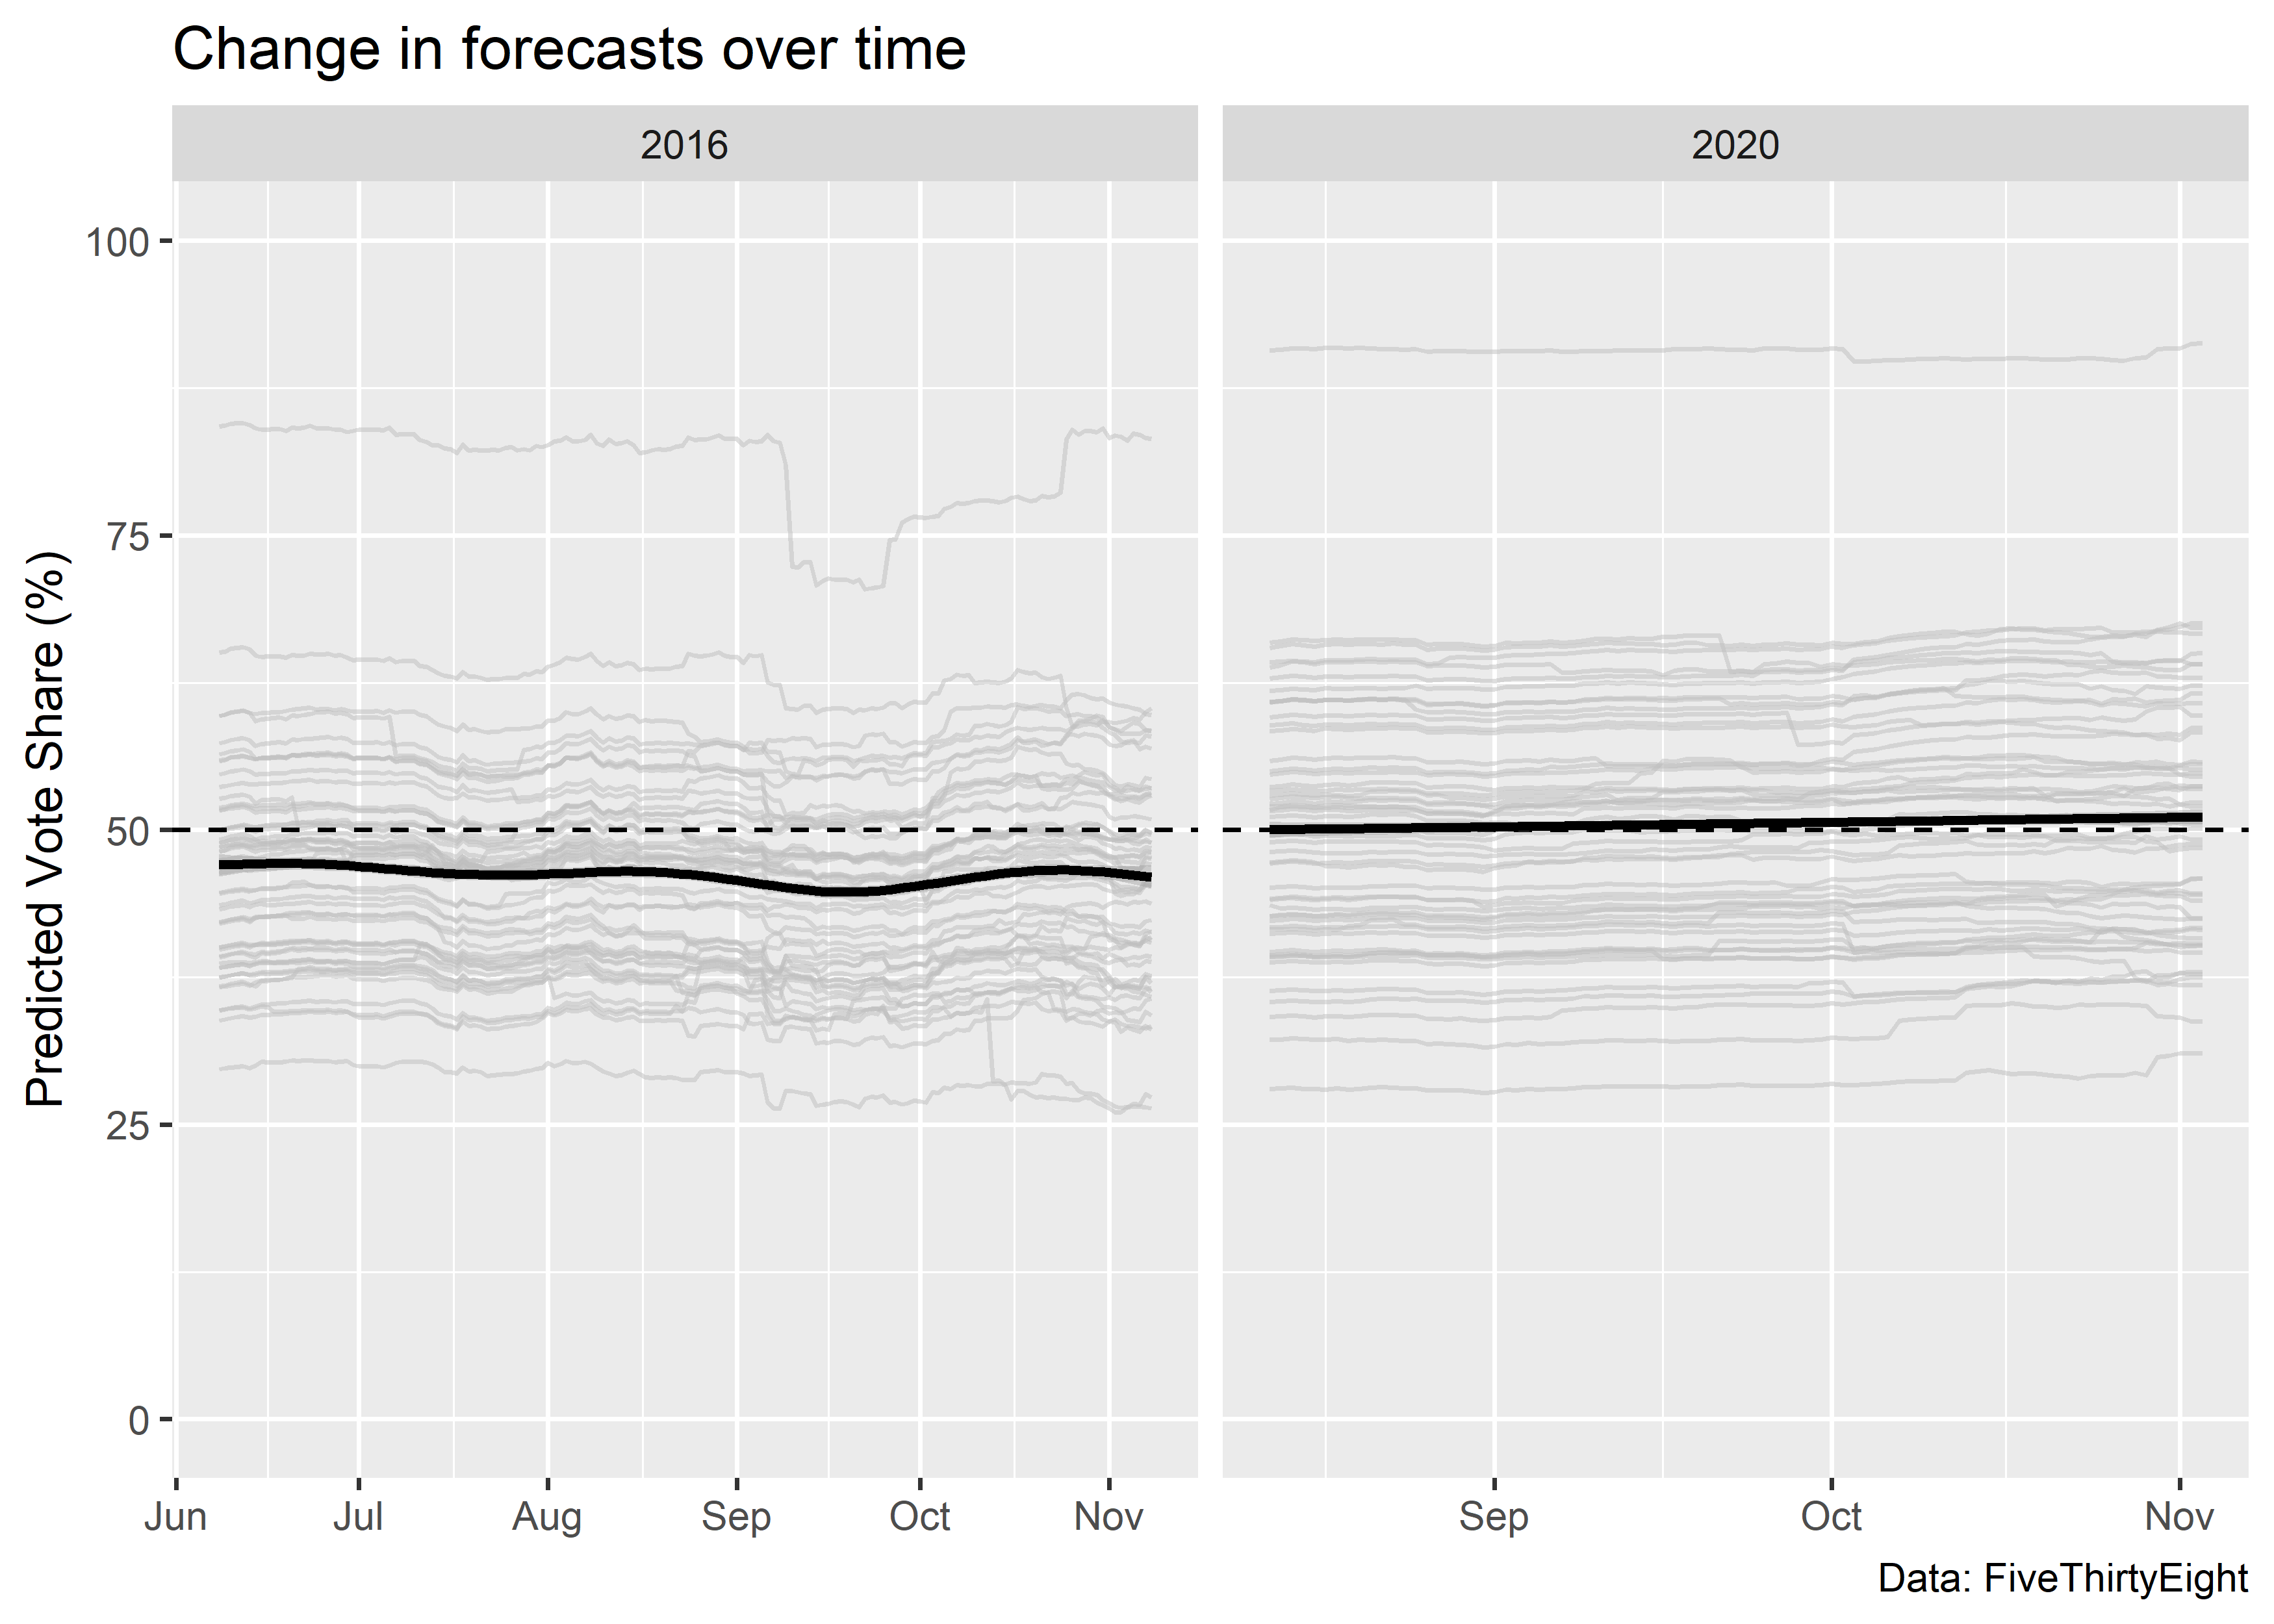 Change in forecasts over time
2016
2020
Predicted Vote Share (%)
100
75
50
25
0
Jun
Jul
Aug
Sep
Oct
Nov
Sep
Oct
Nov
Data: FiveThirtyEight